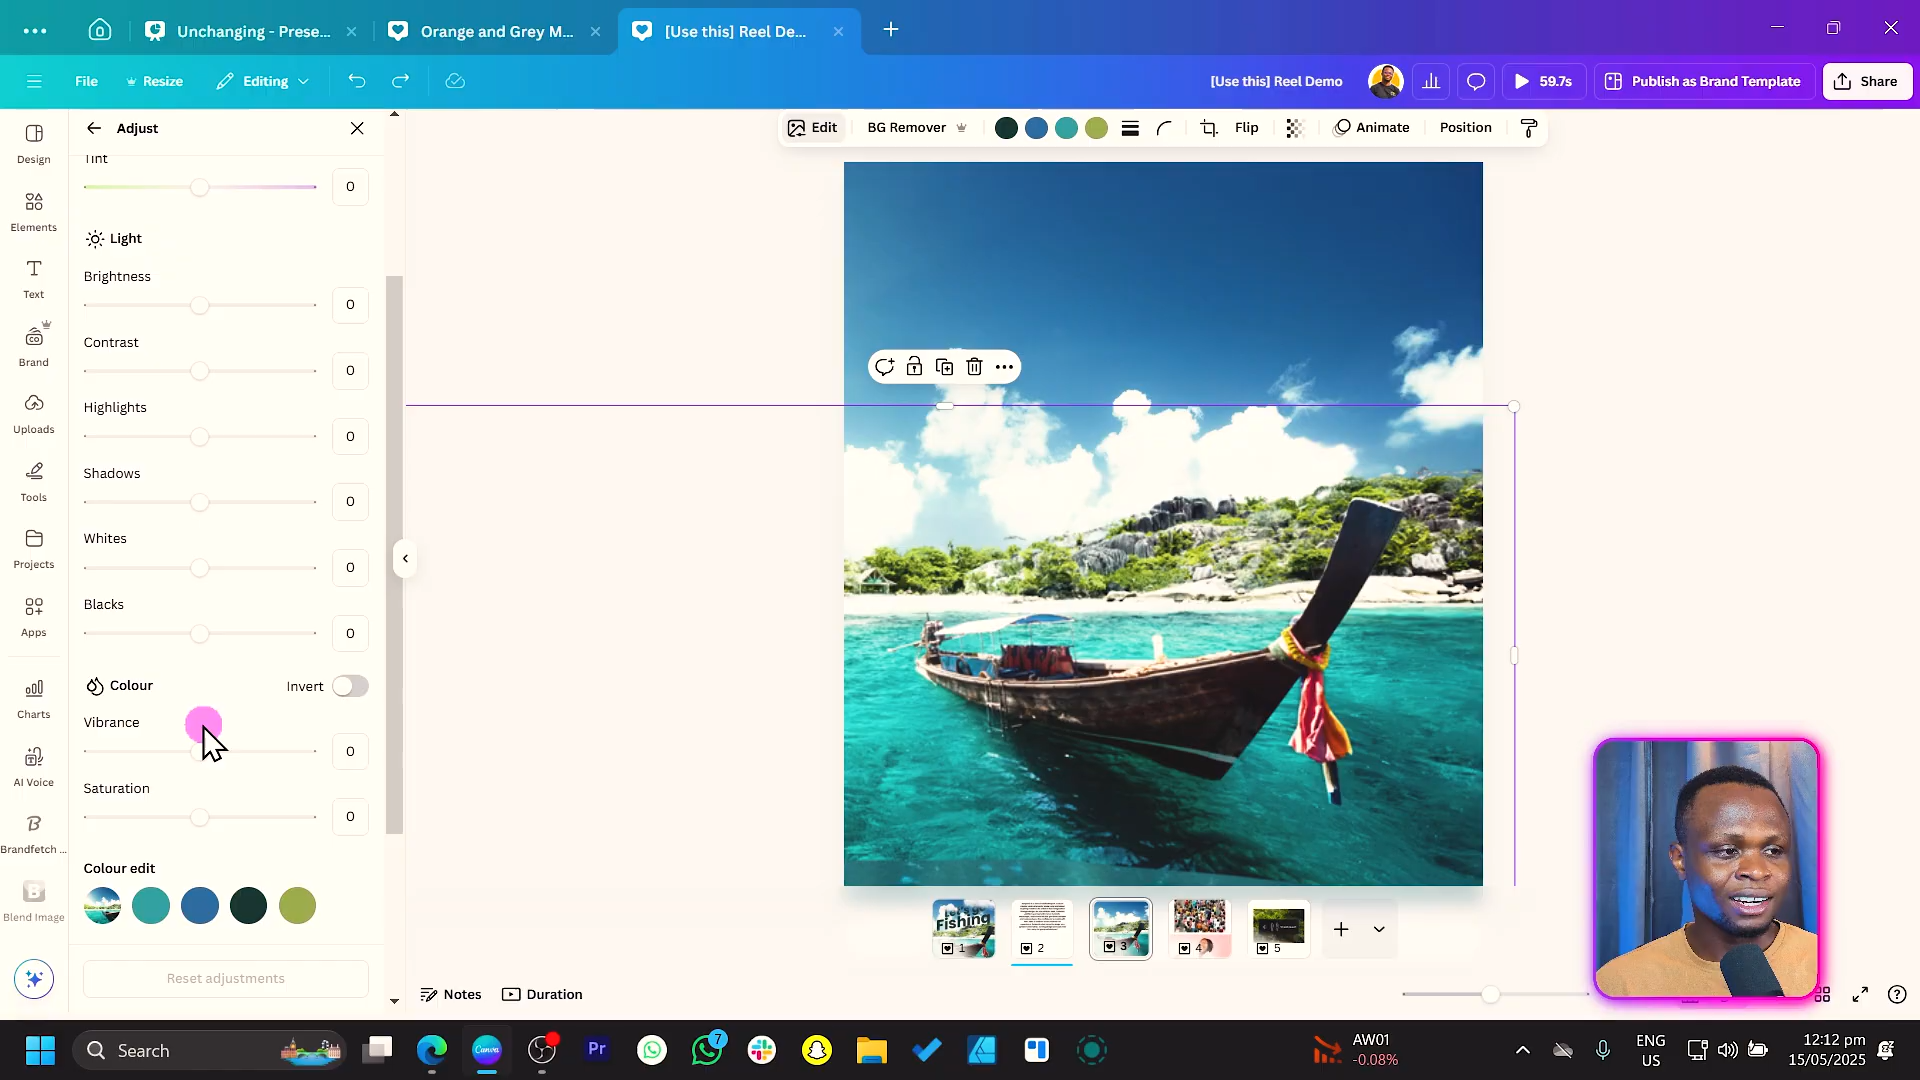 Unchanging - Prese...
Orange and Grey M...
[Use this] Reel De...
File
Resize
Editing
[Use this] Reel Demo
59.7s
Publish as Brand Template
Share
Design
Elements
Text
Brand
Uploads
Tools
Projects
Apps
Charts
AI Voice
Brandfetch ...
Blend Image
Adjust
Tint
0
Light
Brightness
0
Contrast
0
Highlights
0
Shadows
0
Whites
0
Blacks
0
Colour
Invert
Vibrance
0
Saturation
0
Colour edit
Reset adjustments
Edit
BG Remover
Flip
Animate
Position
Fishing
1
2
3
4
5
Notes
Duration
Search
Pr
Canva
7
AW01
-0.08%
ENG
US
12:12 pm
15/05/2025